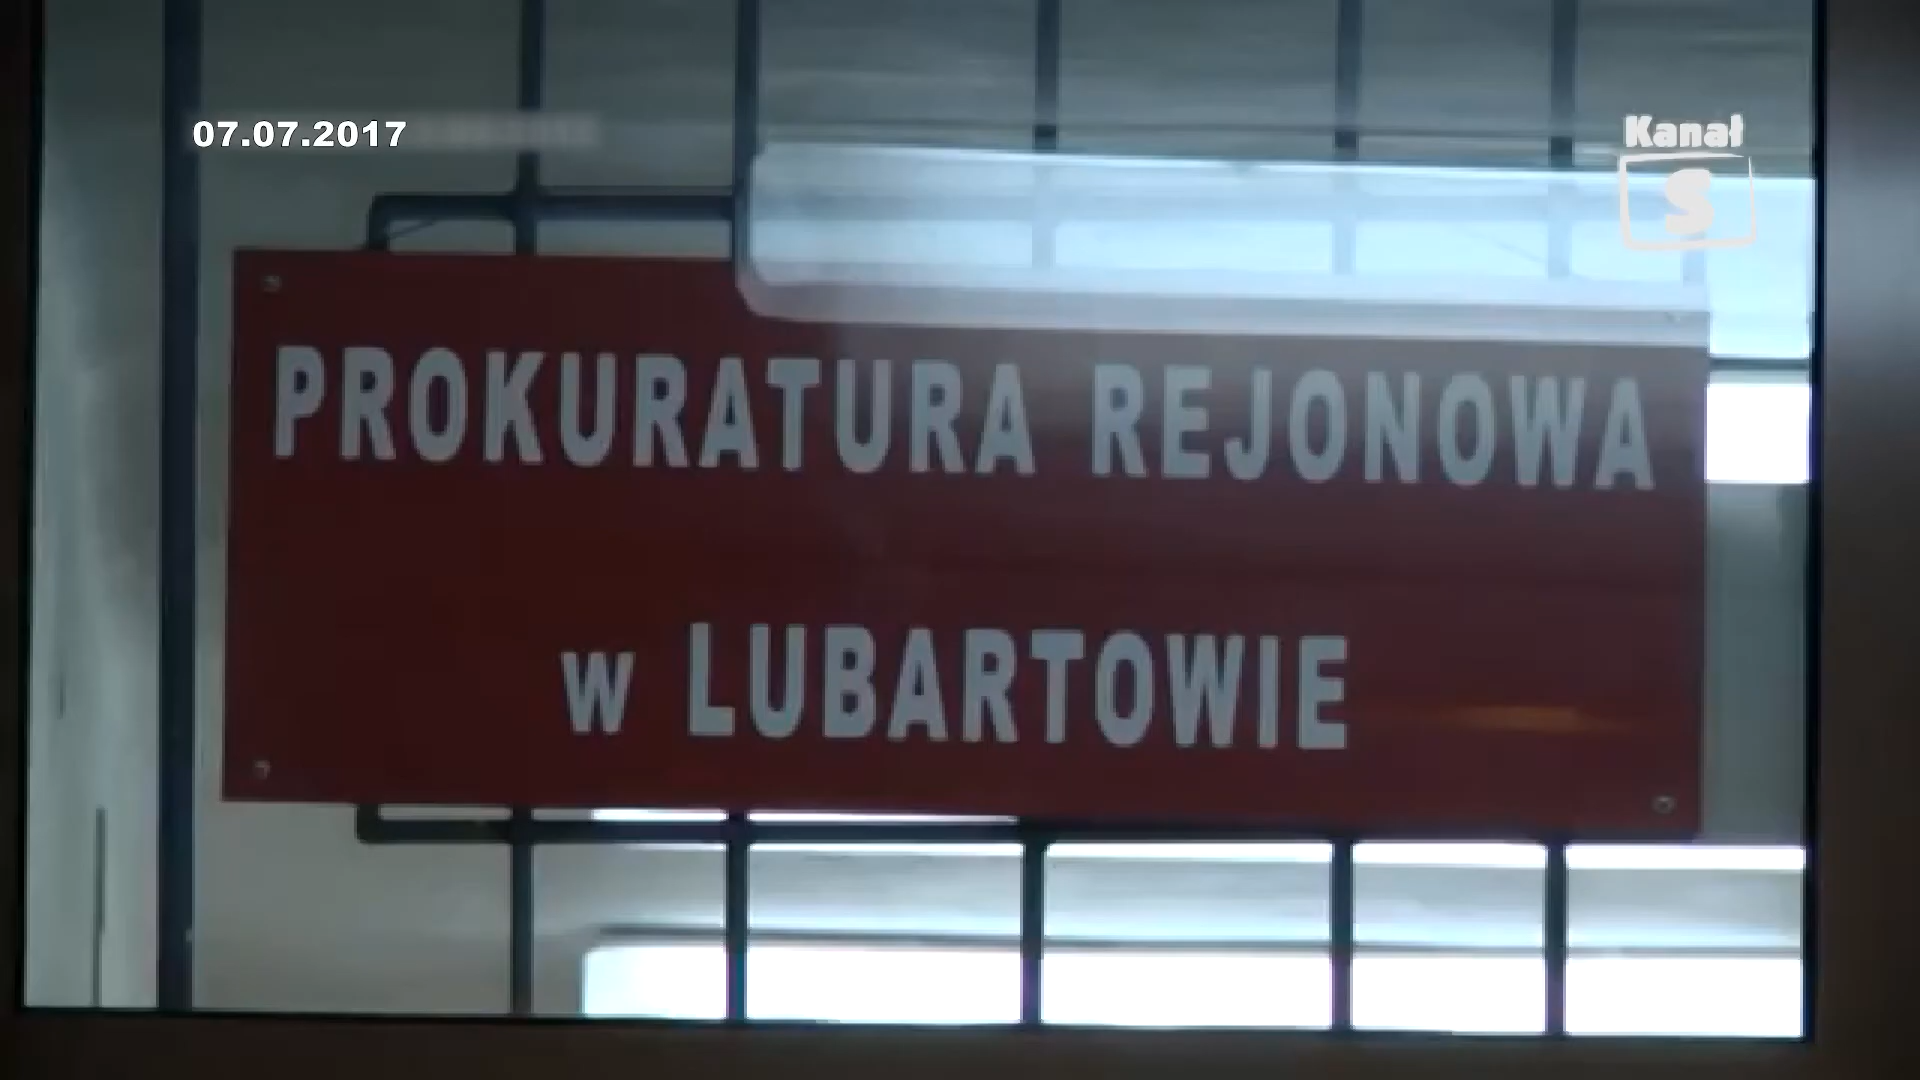 07.07.2017
Kanał
S
PROKURATURA REJONOWA
w LUBARTOWIE